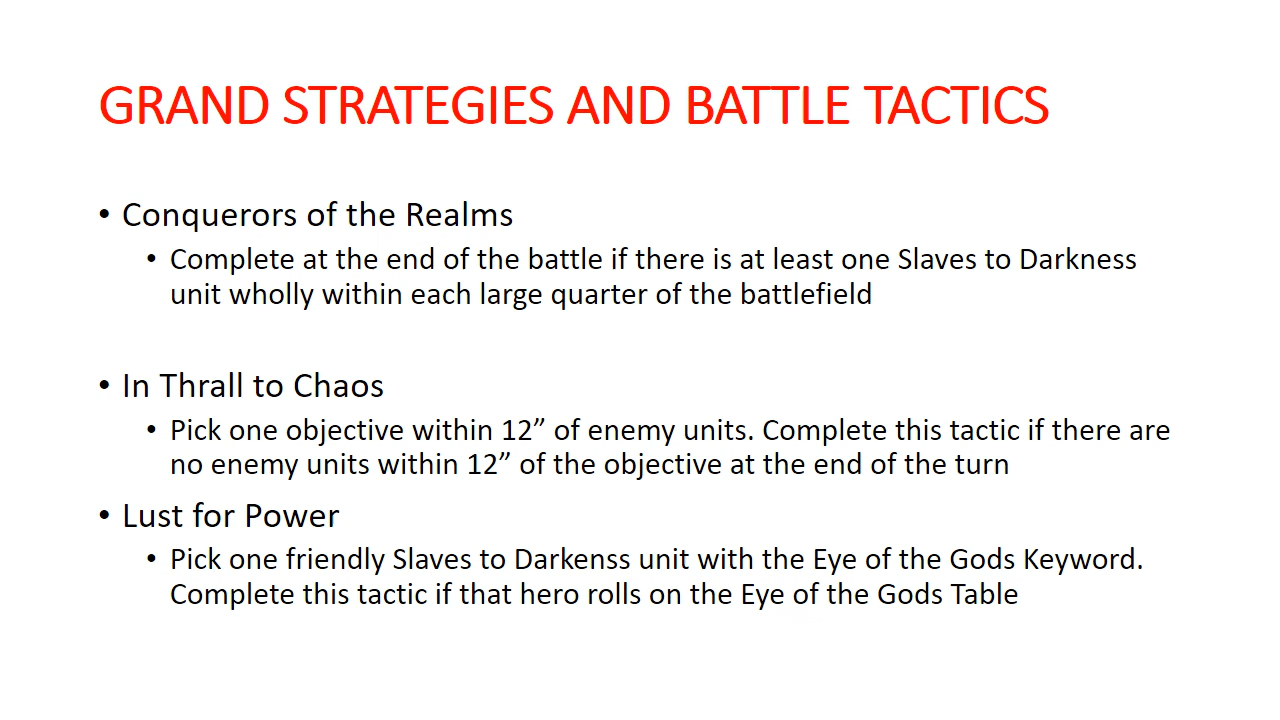 GRAND STRATEGIES AND BATTLE TACTICS
• Conquerors of the Realms
• Complete at the end of the battle if there is at least one Slaves to Darkness
unit wholly within each large quarter of the battlefield
• In Thrall to Chaos
• Pick one objective within 12” of enemy units. Complete this tactic if there are
no enemy units within 12” of the objective at the end of the turn
• Lust for Power
• Pick one friendly Slaves to Darkenss unit with the Eye of the Gods Keyword.
Complete this tactic if that hero rolls on the Eye of the Gods Table